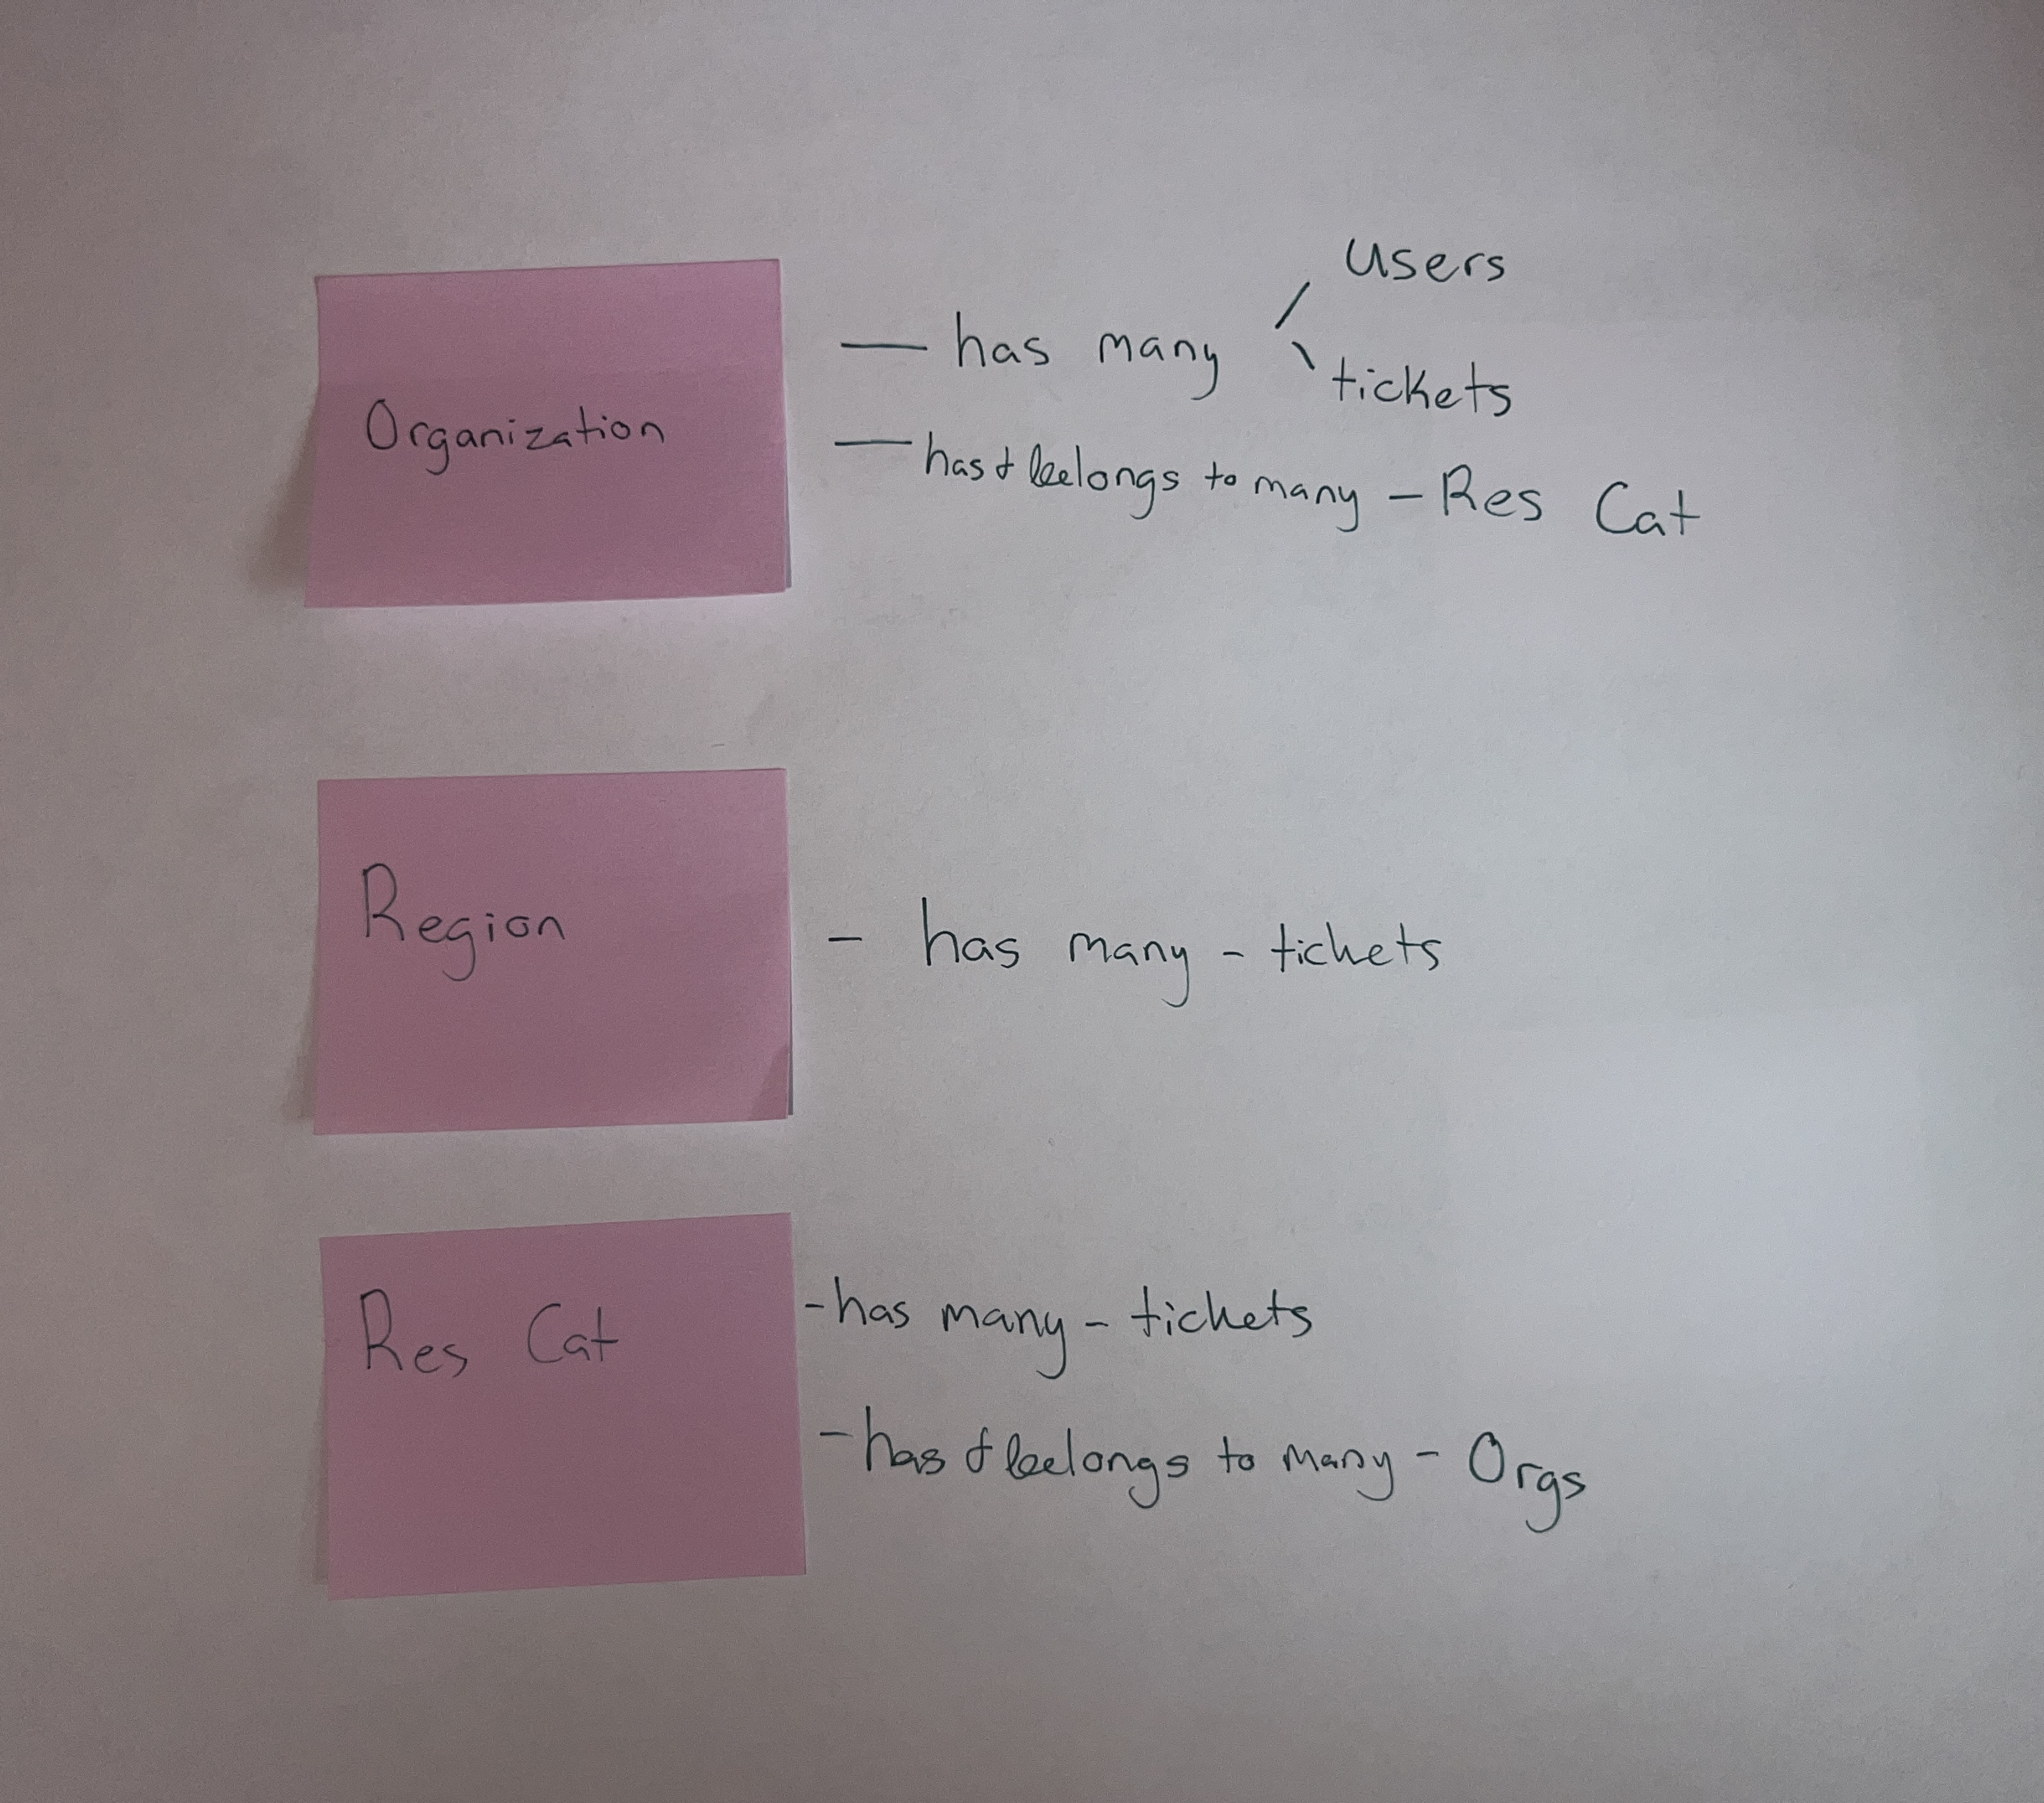 Users
Organization — has many
tickets
— has & belongs to many - Res Cat
Region - has many - tickets
Res Cat - has many - tickets
- has & belongs to many - Orgs